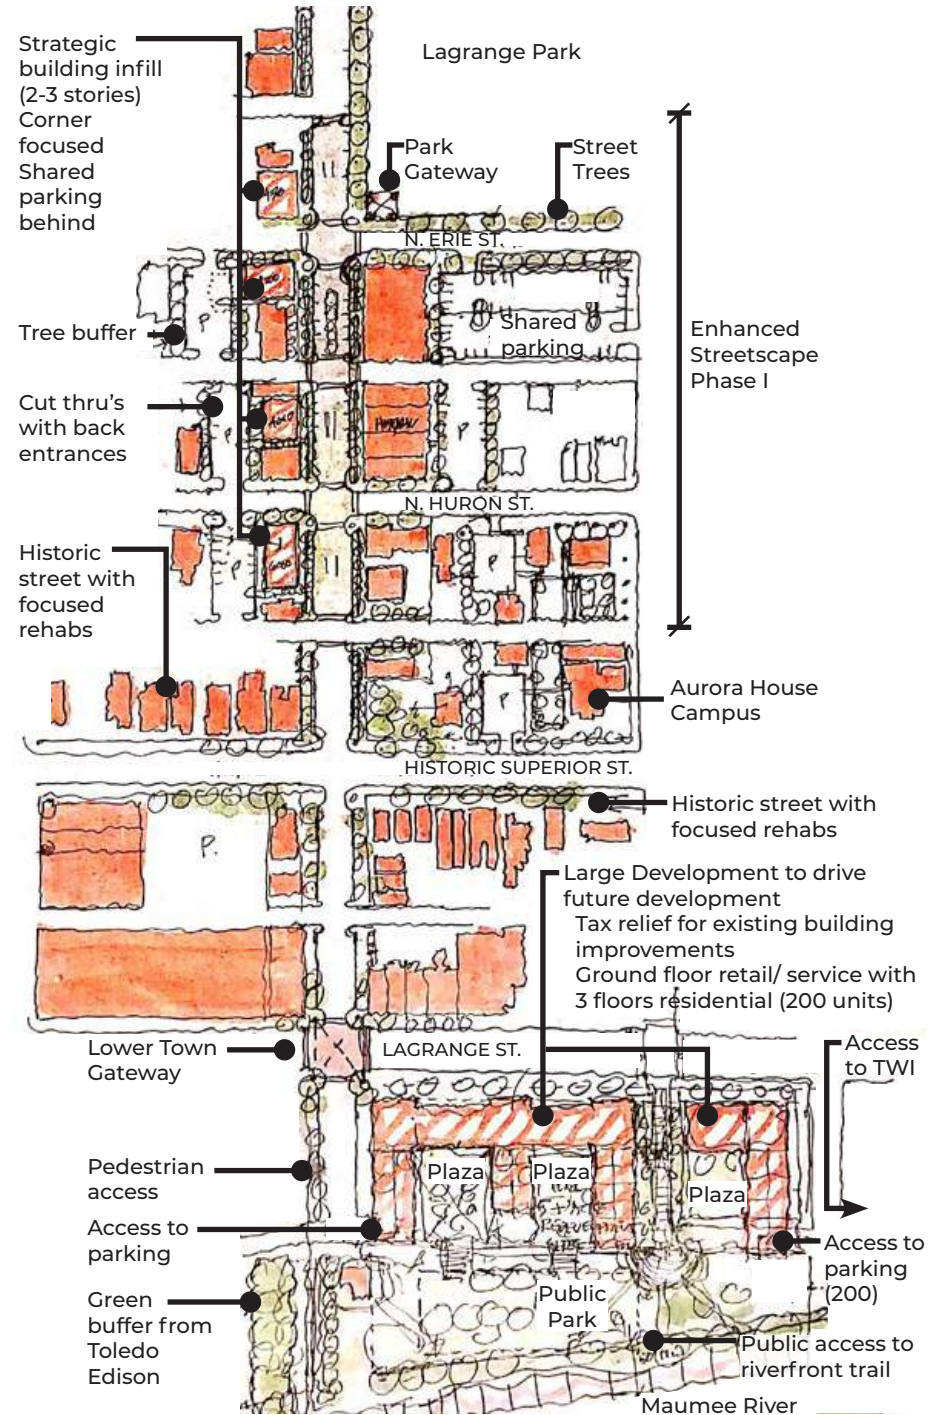 Lagrange Park
Strategic
building infill
(2-3 stories)
Corner
focused
Shared
parking
behind
Park
Gateway
Street
Trees
N. ERIE ST.
Tree buffer
P
Shared
parking
Enhanced
Streetscape
Phase I
Cut thru's
with back
entrances
P
P
N. HURON ST.
Historic
street with
focused
rehabs
P
P
Aurora House
Campus
P
HISTORIC SUPERIOR ST.
Historic street with
focused rehabs
P.
Large Development to drive
future development
Tax relief for existing building
improvements
Ground floor retail/ service with
3 floors residential (200 units)
Lower Town
Gateway
LAGRANGE ST.
Access
to TWI
Pedestrian
access
Plaza
Plaza
Plaza
Access to
parking
Access to
parking
(200)
Green
buffer from
Toledo
Edison
Public
Park
Public access to
riverfront trail
Maumee River